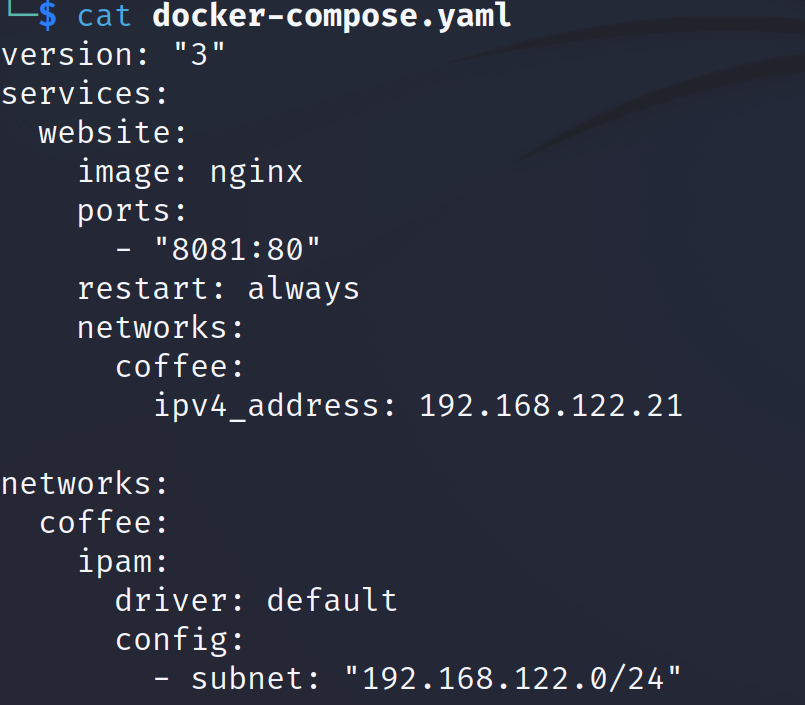 └─$ cat docker-compose.yaml
version: "3"
services:
  website:
    image: nginx
    ports:
      - "8081:80"
    restart: always
    networks:
      coffee:
        ipv4_address: 192.168.122.21

networks:
  coffee:
    ipam:
      driver: default
      config:
        - subnet: "192.168.122.0/24"